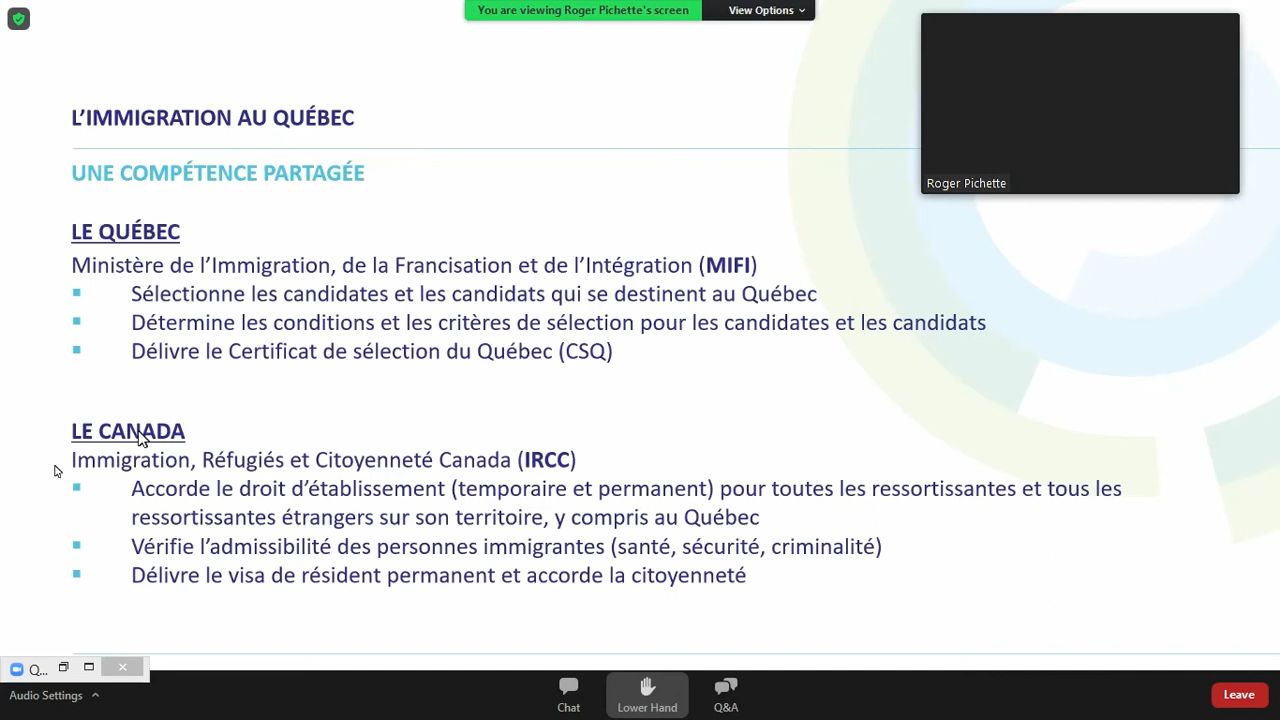 You are viewing Roger Pichette's screen
View Options
L’IMMIGRATION AU QUÉBEC
UNE COMPÉTENCE PARTAGÉE
Roger Pichette
LE QUÉBEC
Ministère de l’Immigration, de la Francisation et de l’Intégration (MIFI)
Sélectionne les candidates et les candidats qui se destinent au Québec
Détermine les conditions et les critères de sélection pour les candidates et les candidats
Délivre le Certificat de sélection du Québec (CSQ)
LE CANADA
Immigration, Réfugiés et Citoyenneté Canada (IRCC)
Accorde le droit d’établissement (temporaire et permanent) pour toutes les ressortissantes et tous les
ressortissantes étrangers sur son territoire, y compris au Québec
Vérifie l’admissibilité des personnes immigrantes (santé, sécurité, criminalité)
Délivre le visa de résident permanent et accorde la citoyenneté
Q...
Audio Settings
Chat
Lower Hand
Q&A
Leave